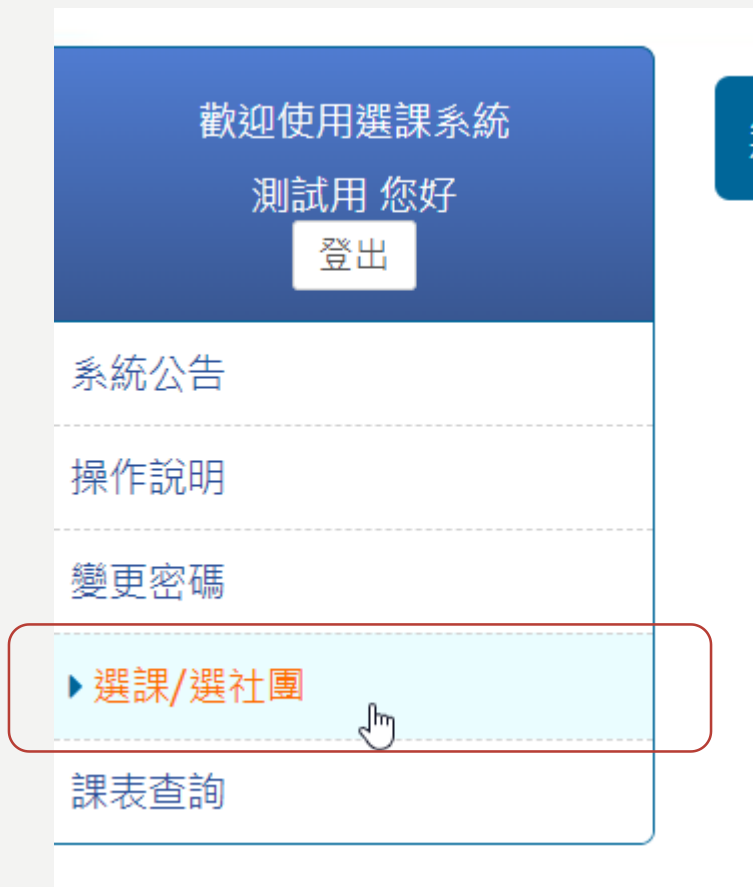 歡迎使用選課系統
測試用 您好
登出
系統公告
操作說明
變更密碼
選課/選社團
課表查詢